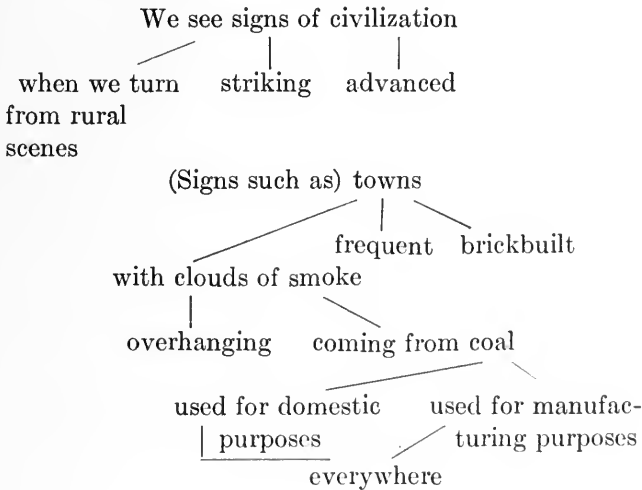 We see signs of civilization
when we turn striking advanced
from rural
scenes
(Signs such as) towns
frequent brickbuilt
with clouds of smoke
overhanging coming from coal
used for domestic used for manufac-
purposes turing purposes
everywhere